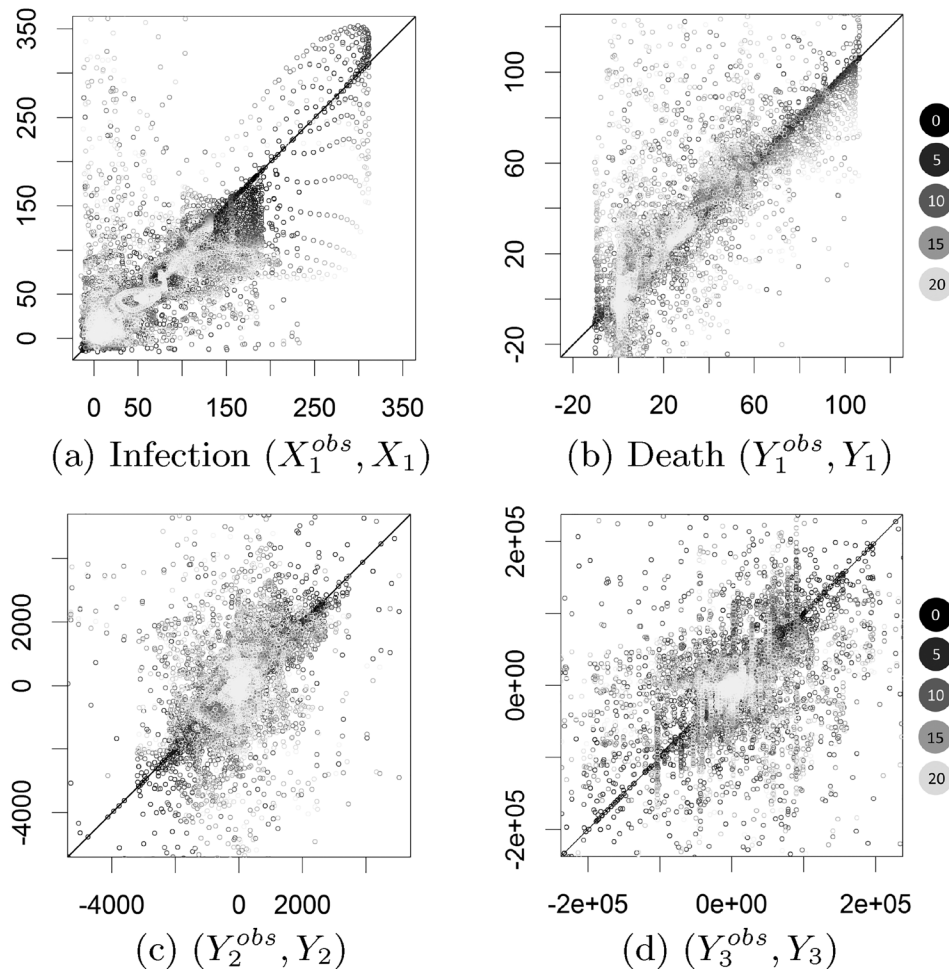 350
250
150
50
0
0 50 150 250 350
(a) Infection (X₁ᵒᵇˢ, X₁)
100
60
20
-20
-20 20 60 100
(b) Death (Y₁ᵒᵇˢ, Y₁)
0
5
10
15
20
2000
0
-4000
-4000 0 2000
(c) (Y₂ᵒᵇˢ, Y₂)
2e+05
0e+00
-2e+05
-2e+05 0e+00 2e+05
(d) (Y₃ᵒᵇˢ, Y₃)
0
5
10
15
20